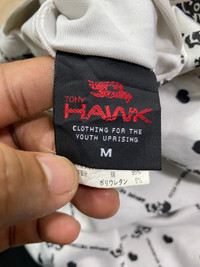 TONY
HAWK
CLOTHING FOR THE
YOUTH UPRISING
M
ポリウレタン